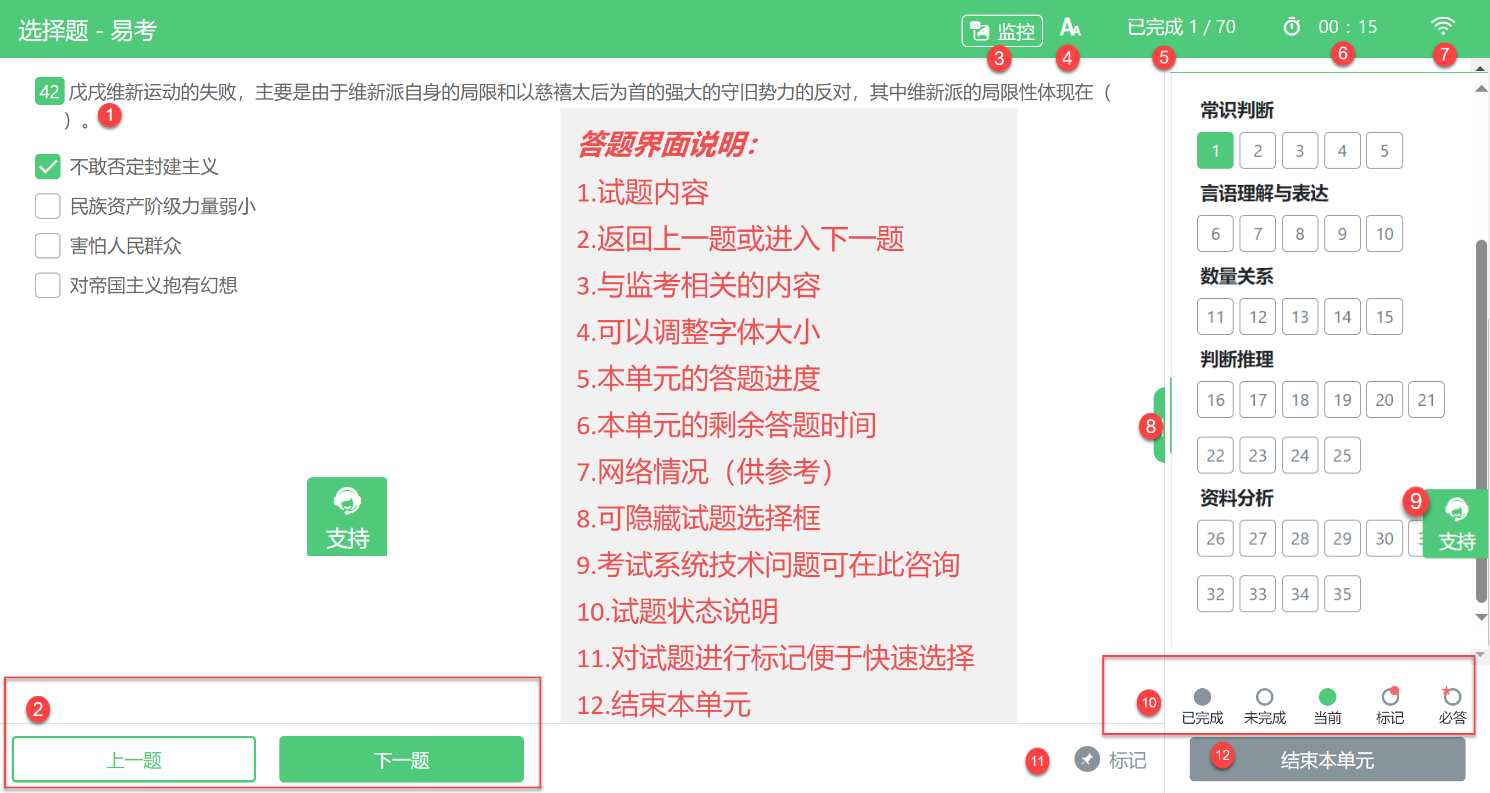 选择题 - 易考
监控
已完成 1 / 70
00 : 15
3
4
5
6
7
42 戊戌维新运动的失败，主要是由于维新派自身的局限和以慈禧太后为首的强大的守旧势力的反对，其中维新派的局限性体现在（
）。
1
不敢否定封建主义
民族资产阶级力量弱小
害怕人民群众
对帝国主义抱有幻想
支持
答题界面说明：
1.试题内容
2.返回上一题或进入下一题
3.与监考相关的内容
4.可以调整字体大小
5.本单元的答题进度
6.本单元的剩余答题时间
7.网络情况（供参考）
8.可隐藏试题选择框
9.考试系统技术问题可在此咨询
10.试题状态说明
11.对试题进行标记便于快速选择
12.结束本单元
常识判断
1 2 3 4 5
言语理解与表达
6 7 8 9 10
数量关系
11 12 13 14 15
判断推理
16 17 18 19 20 21
8
22 23 24 25
资料分析
9
支持
26 27 28 29 30
32 33 34 35
10
已完成 未完成 当前 标记 必答
2
上一题
下一题
11
标记
12
结束本单元